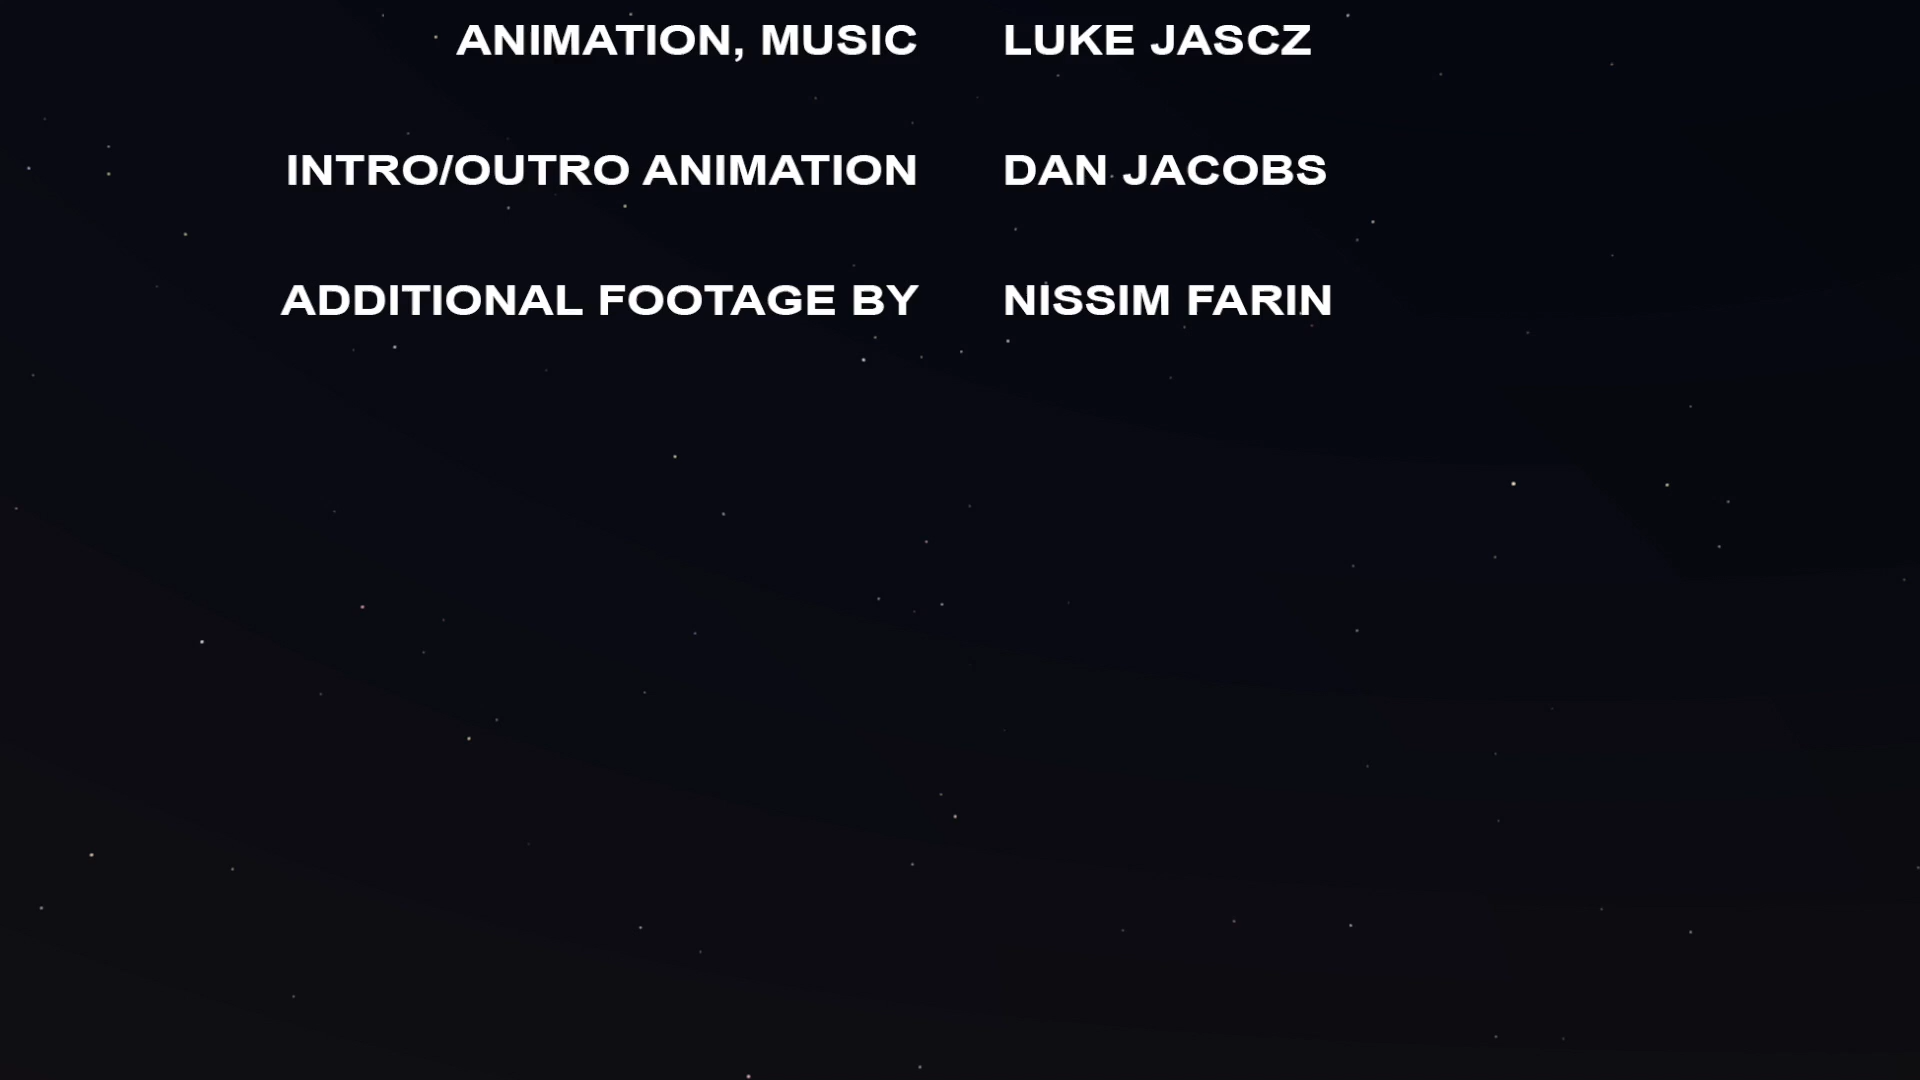 ANIMATION, MUSIC LUKE JASCZ
INTRO/OUTRO ANIMATION DAN JACOBS
ADDITIONAL FOOTAGE BY NISSIM FARIN